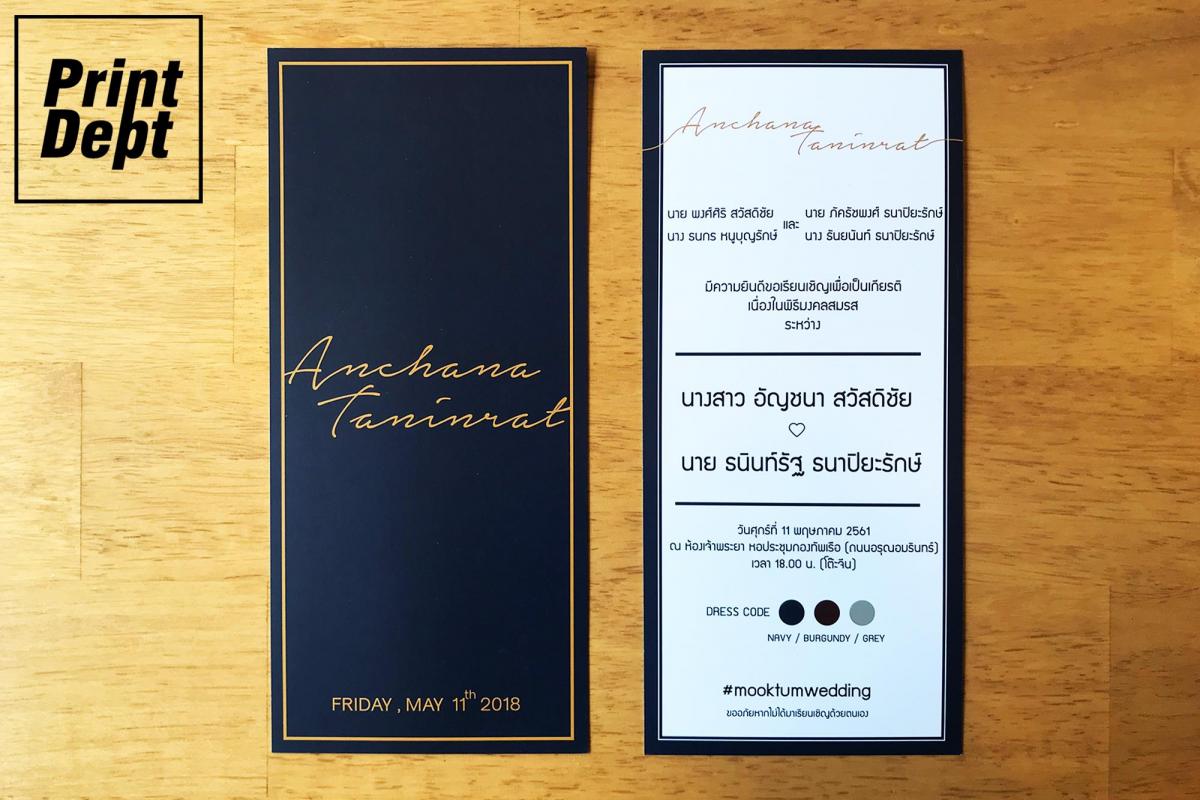 Print
Dept
Anchana
Taninrat
FRIDAY , MAY 11th 2018
Anchana
Taninrat
นาย พงศ์ศิริ สวัสดิชัย
นาง ธนกร หนูบุญรักษ์
และ
นาย ภัครัชพงศ์ ธนาปิยะรักษ์
นาง ธันยนันท์ ธนาปิยะรักษ์
มีความยินดีขอเรียนเชิญเพื่อเป็นเกียรติ
เนื่องในพิธีมงคลสมรส
ระหว่าง
นางสาว อัญชนา สวัสดิชัย
นาย ธนินท์รัฐ ธนาปิยะรักษ์
วันศุกร์ที่ 11 พฤษภาคม 2561
ณ ห้องเจ้าพระยา หอประชุมกองทัพเรือ (ถนนอรุณอมรินทร์)
เวลา 18.00 น. (โต๊ะจีน)
DRESS CODE
NAVY / BURGUNDY / GREY
#mooktumwedding
ขออภัยหากไม่ได้มาเรียนเชิญด้วยตนเอง